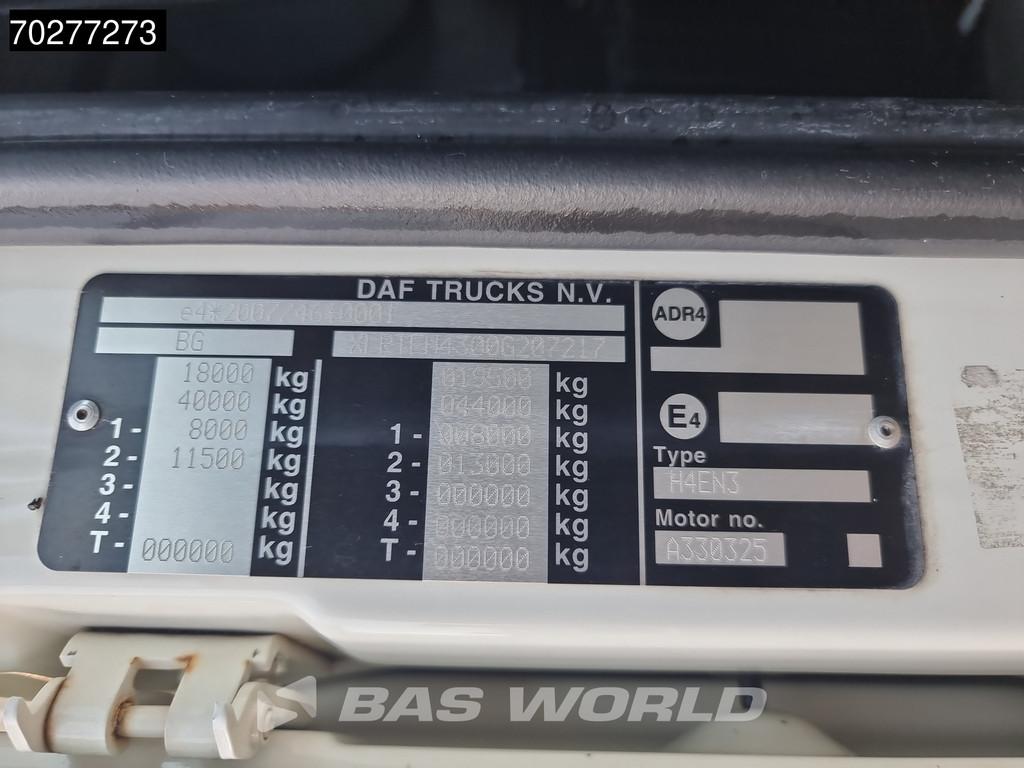 70277273
DAF TRUCKS N.V.
e4*2007/46*0001
BG
XLRTEH4300G207217
18000 kg
40000 kg
1- 8000 kg
2- 11500 kg
3- kg
4- kg
T- 000000 kg
kg
044000 kg
1- 008000 kg
2- 013000 kg
3- 000000 kg
4- 000000 kg
T- 000000 kg
ADR4
E4
Type
H4EN3
Motor no.
A330325
BAS WORLD